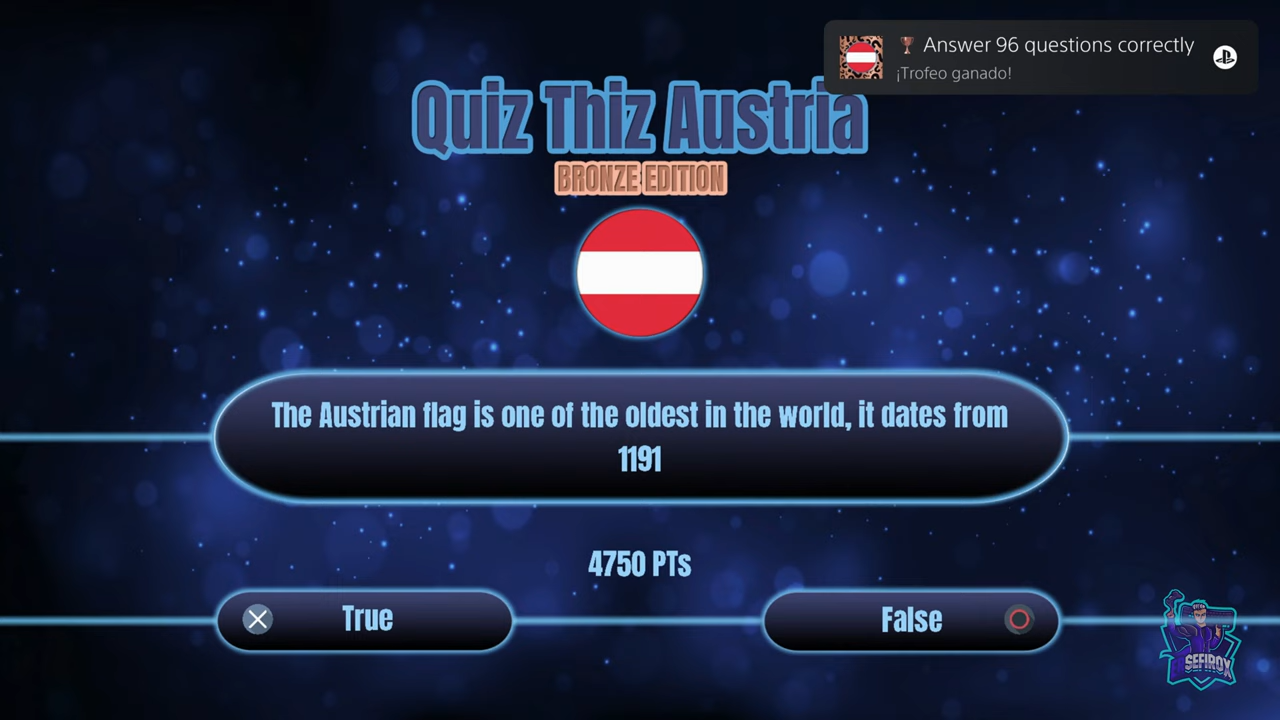 Answer 96 questions correctly
¡Trofeo ganado!
Quiz Thiz Austria
BRONZE EDITION
The Austrian flag is one of the oldest in the world, it dates from
1191
4750 PTs
True
False
SEFIROX